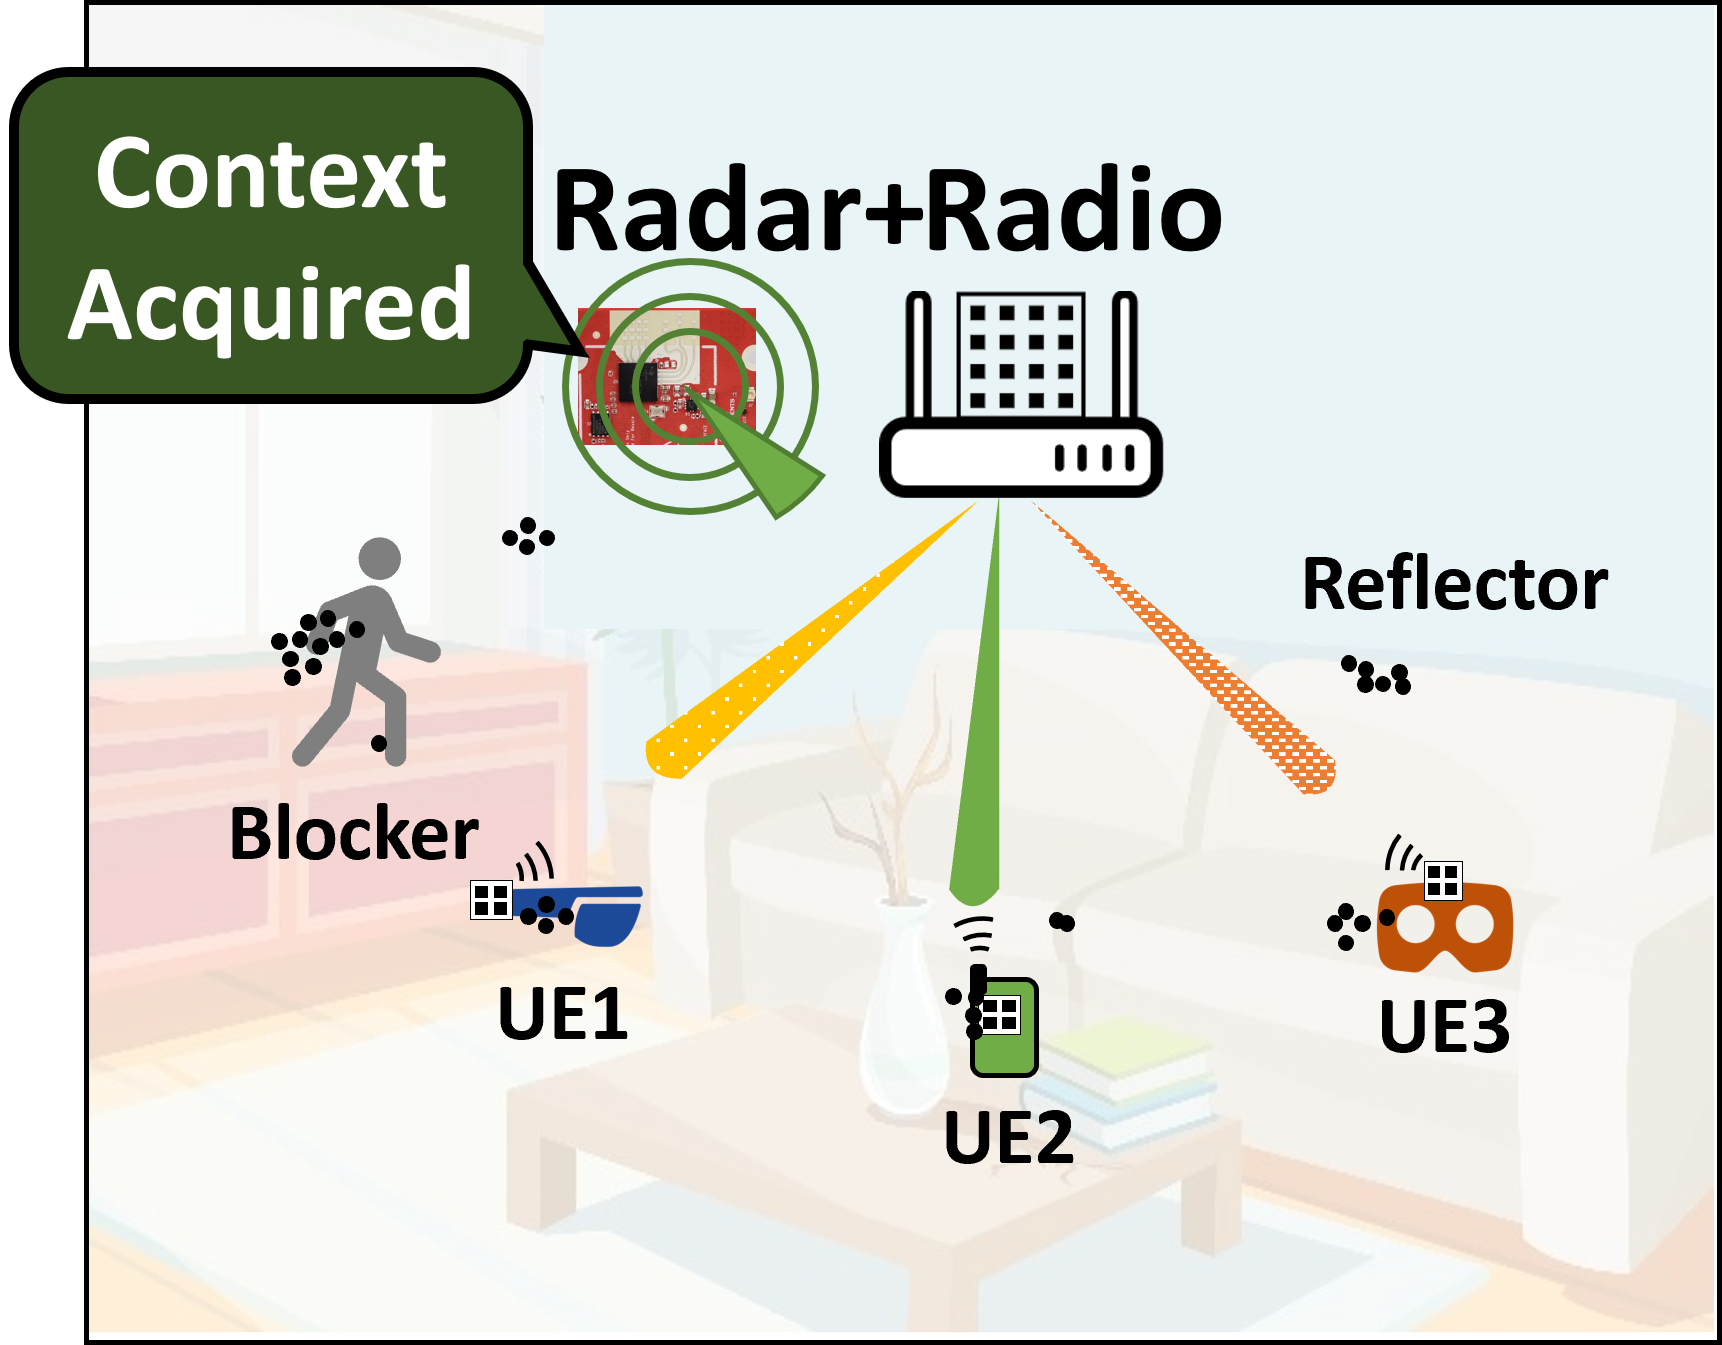 Context
Acquired
Radar+Radio
Reflector
Blocker
UE1
UE2
UE3